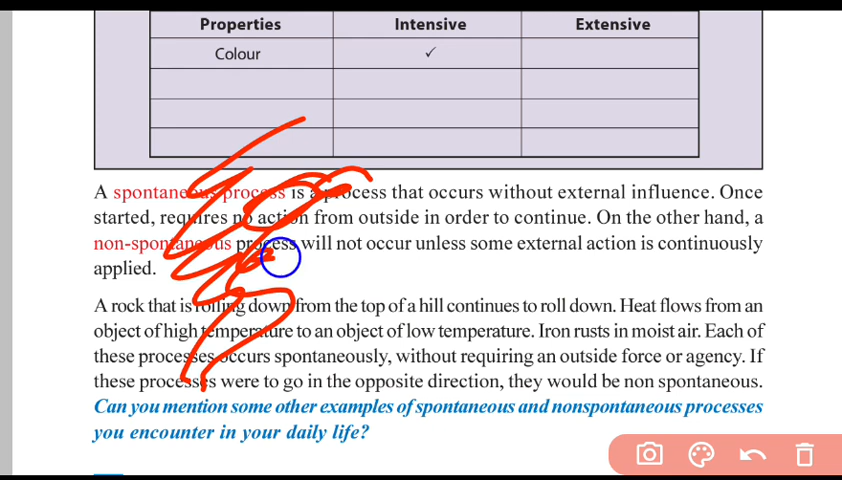 Properties Intensive Extensive
Colour ✓
A spontaneous process is a process that occurs without external influence. Once
started, requires no action from outside in order to continue. On the other hand, a
non-spontaneous process will not occur unless some external action is continuously
applied.
A rock that is rolling down from the top of a hill continues to roll down. Heat flows from an
object of high temperature to an object of low temperature. Iron rusts in moist air. Each of
these processes occurs spontaneously, without requiring an outside force or agency. If
these processes were to go in the opposite direction, they would be non spontaneous.
Can you mention some other examples of spontaneous and nonspontaneous processes
you encounter in your daily life?